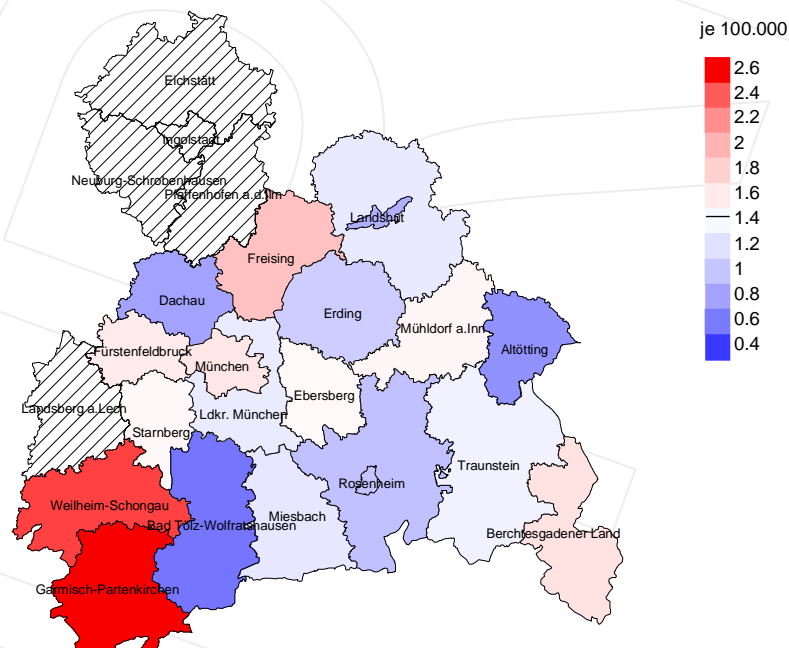 je 100.000
2.6
2.4
2.2
2
1.8
1.6
1.4
1.2
1
0.8
0.6
0.4
Eichstätt
Ingolstadt
Neuburg-Schrobenhausen
Pfaffenhofen a.d.Ilm
Landshut
Freising
Dachau
Erding
Mühldorf a.Inn
Altötting
Fürstenfeldbruck
München
Ebersberg
Landsberg a.Lech
Ldkr. München
Starnberg
Traunstein
Rosenheim
Weilheim-Schongau
Miesbach
Bad Tölz-Wolfratshausen
Berchtesgadener Land
Garmisch-Partenkirchen